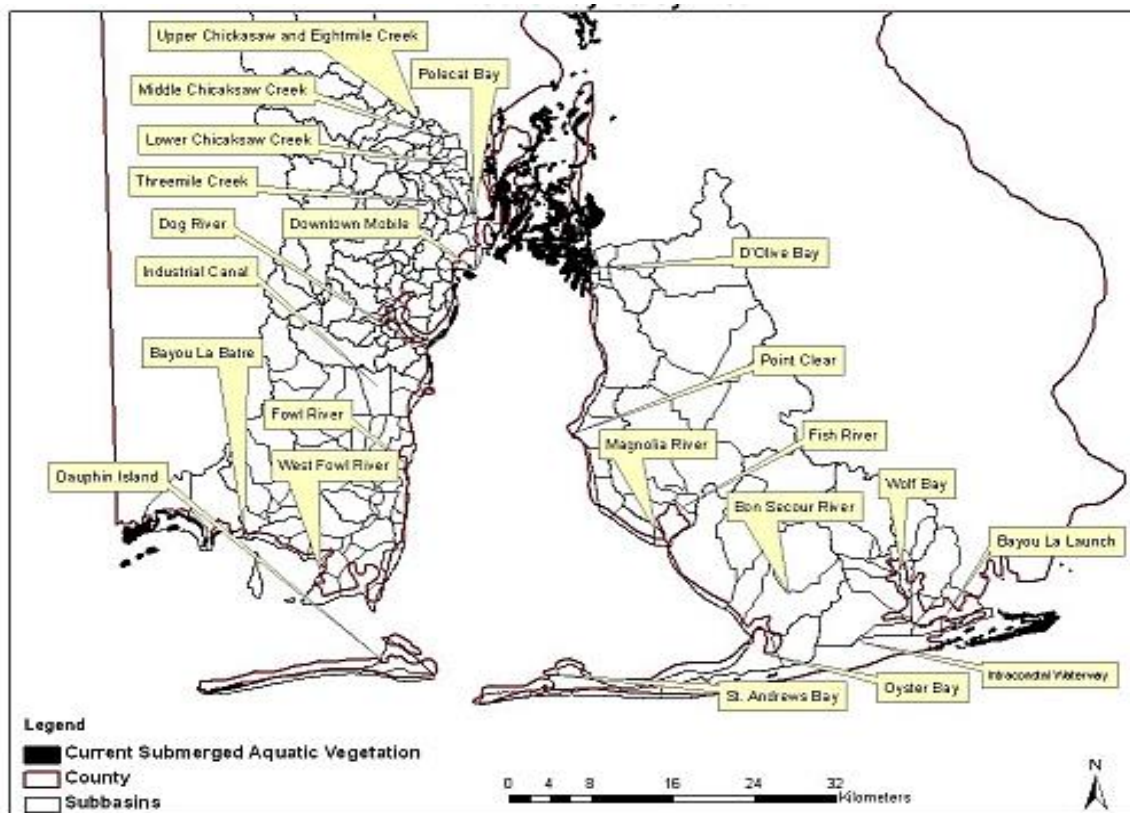 Upper Chickasaw and Eightmile Creek
Polecat Bay
Middle Chicaksaw Creek
Lower Chicaksaw Creek
Threemile Creek
Dog River
Downtown Mobile
Industrial Canal
D'Olive Bay
Bayou La Batre
Point Clear
Fowl River
Magnolia River
Fish River
West Fowl River
Dauphin Island
Wolf Bay
Bon Secour River
Bayou La Launch
Intracoastal Waterway
Oyster Bay
St. Andrews Bay
Legend
Current Submerged Aquatic Vegetation
County
Subbasins
0 4 8 16 24 32
Kilometers
N